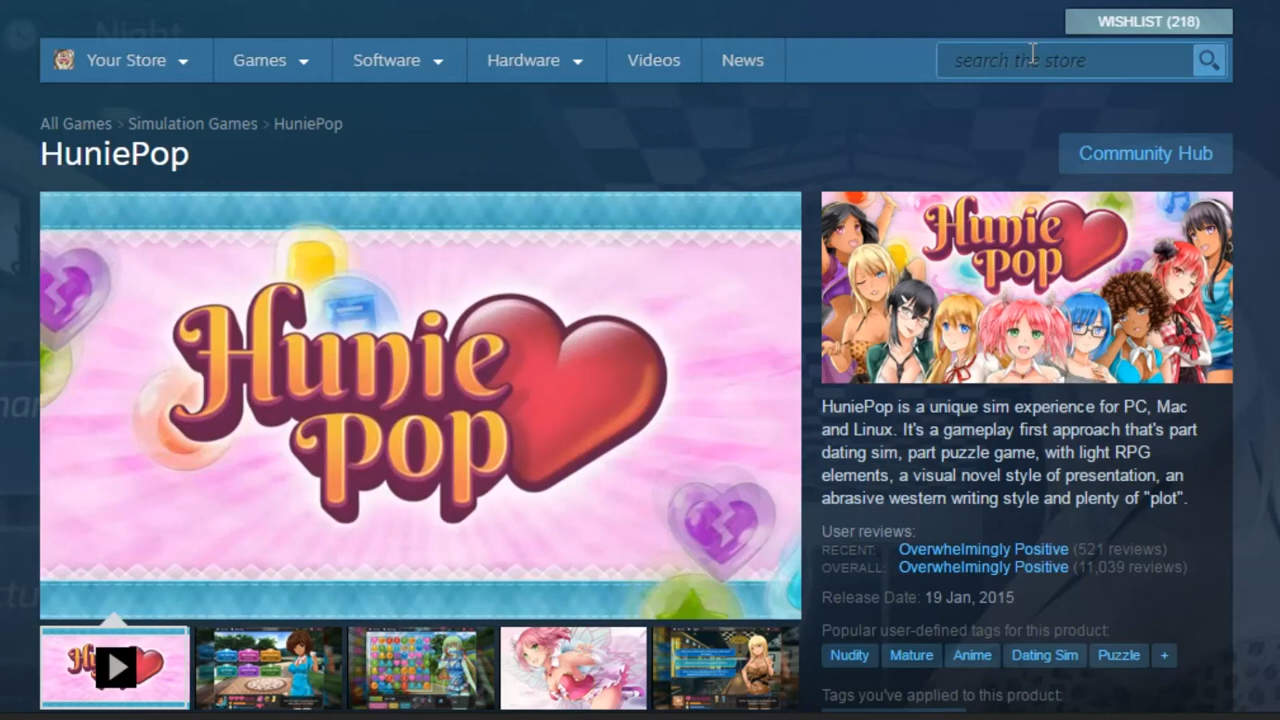 Night
WISHLIST (218)
Your Store
Games
Software
Hardware
Videos
News
search the store
All Games > Simulation Games > HuniePop
HuniePop
Community Hub
Hunie
Pop
Hunie
Pop
HuniePop is a unique sim experience for PC, Mac
and Linux. It's a gameplay first approach that's part
dating sim, part puzzle game, with light RPG
elements, a visual novel style of presentation, an
abrasive western writing style and plenty of "plot".
User reviews:
RECENT: Overwhelmingly Positive (521 reviews)
OVERALL: Overwhelmingly Positive (11,039 reviews)
Release Date: 19 Jan, 2015
Popular user-defined tags for this product:
Nudity
Mature
Anime
Dating Sim
Puzzle
+
Tags you've applied to this product: